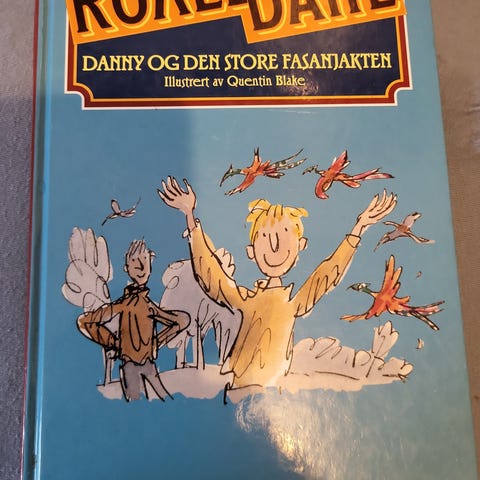 ROALD DAHL
DANNY OG DEN STORE FASANJAKTEN
Illustrert av Quentin Blake